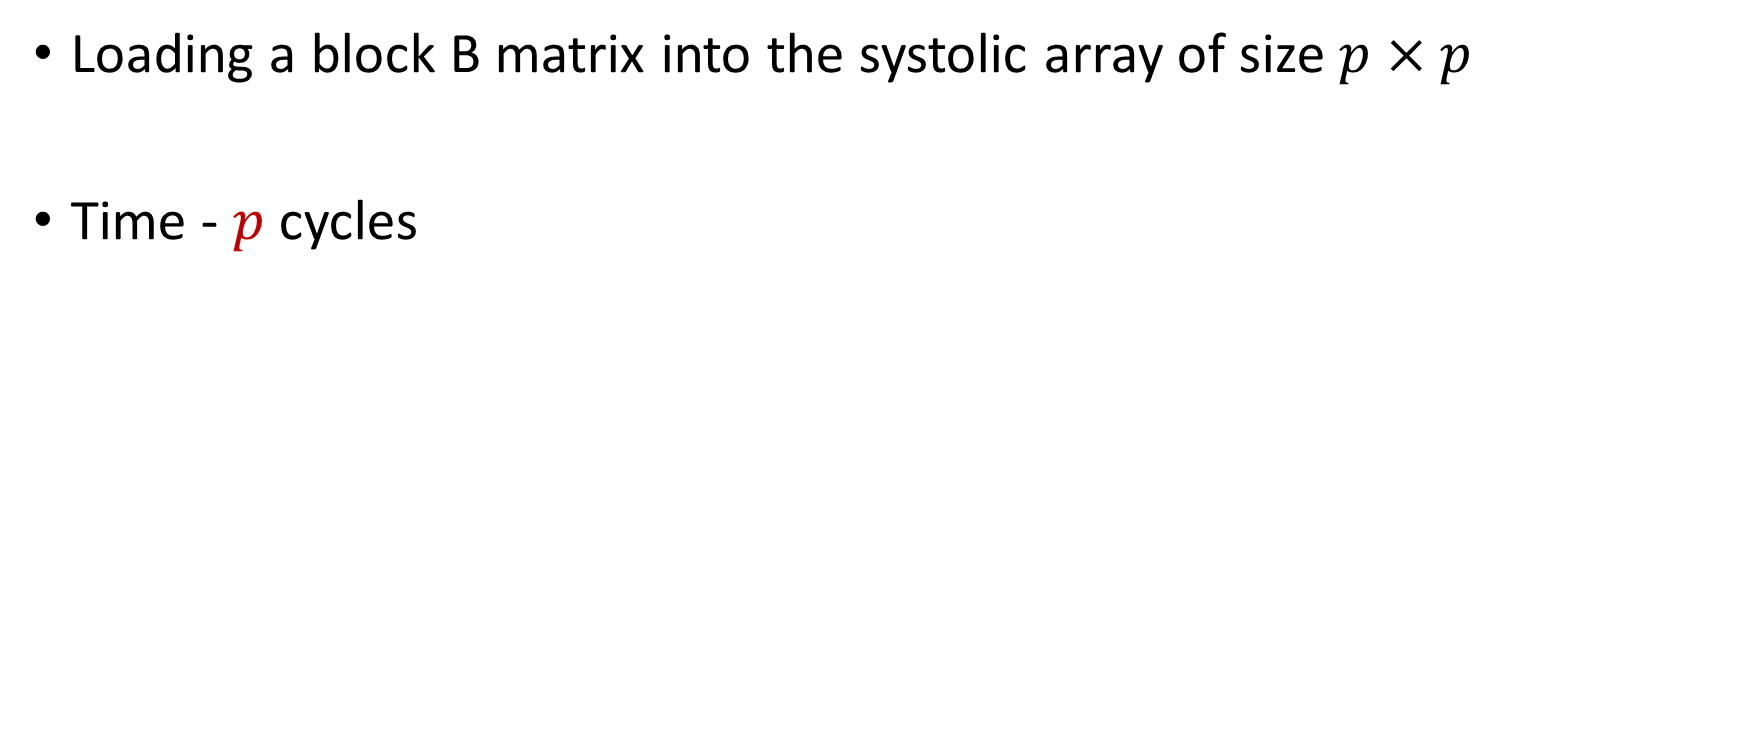 • Loading a block B matrix into the systolic array of size 𝑝 × 𝑝
• Time - 𝑝 cycles